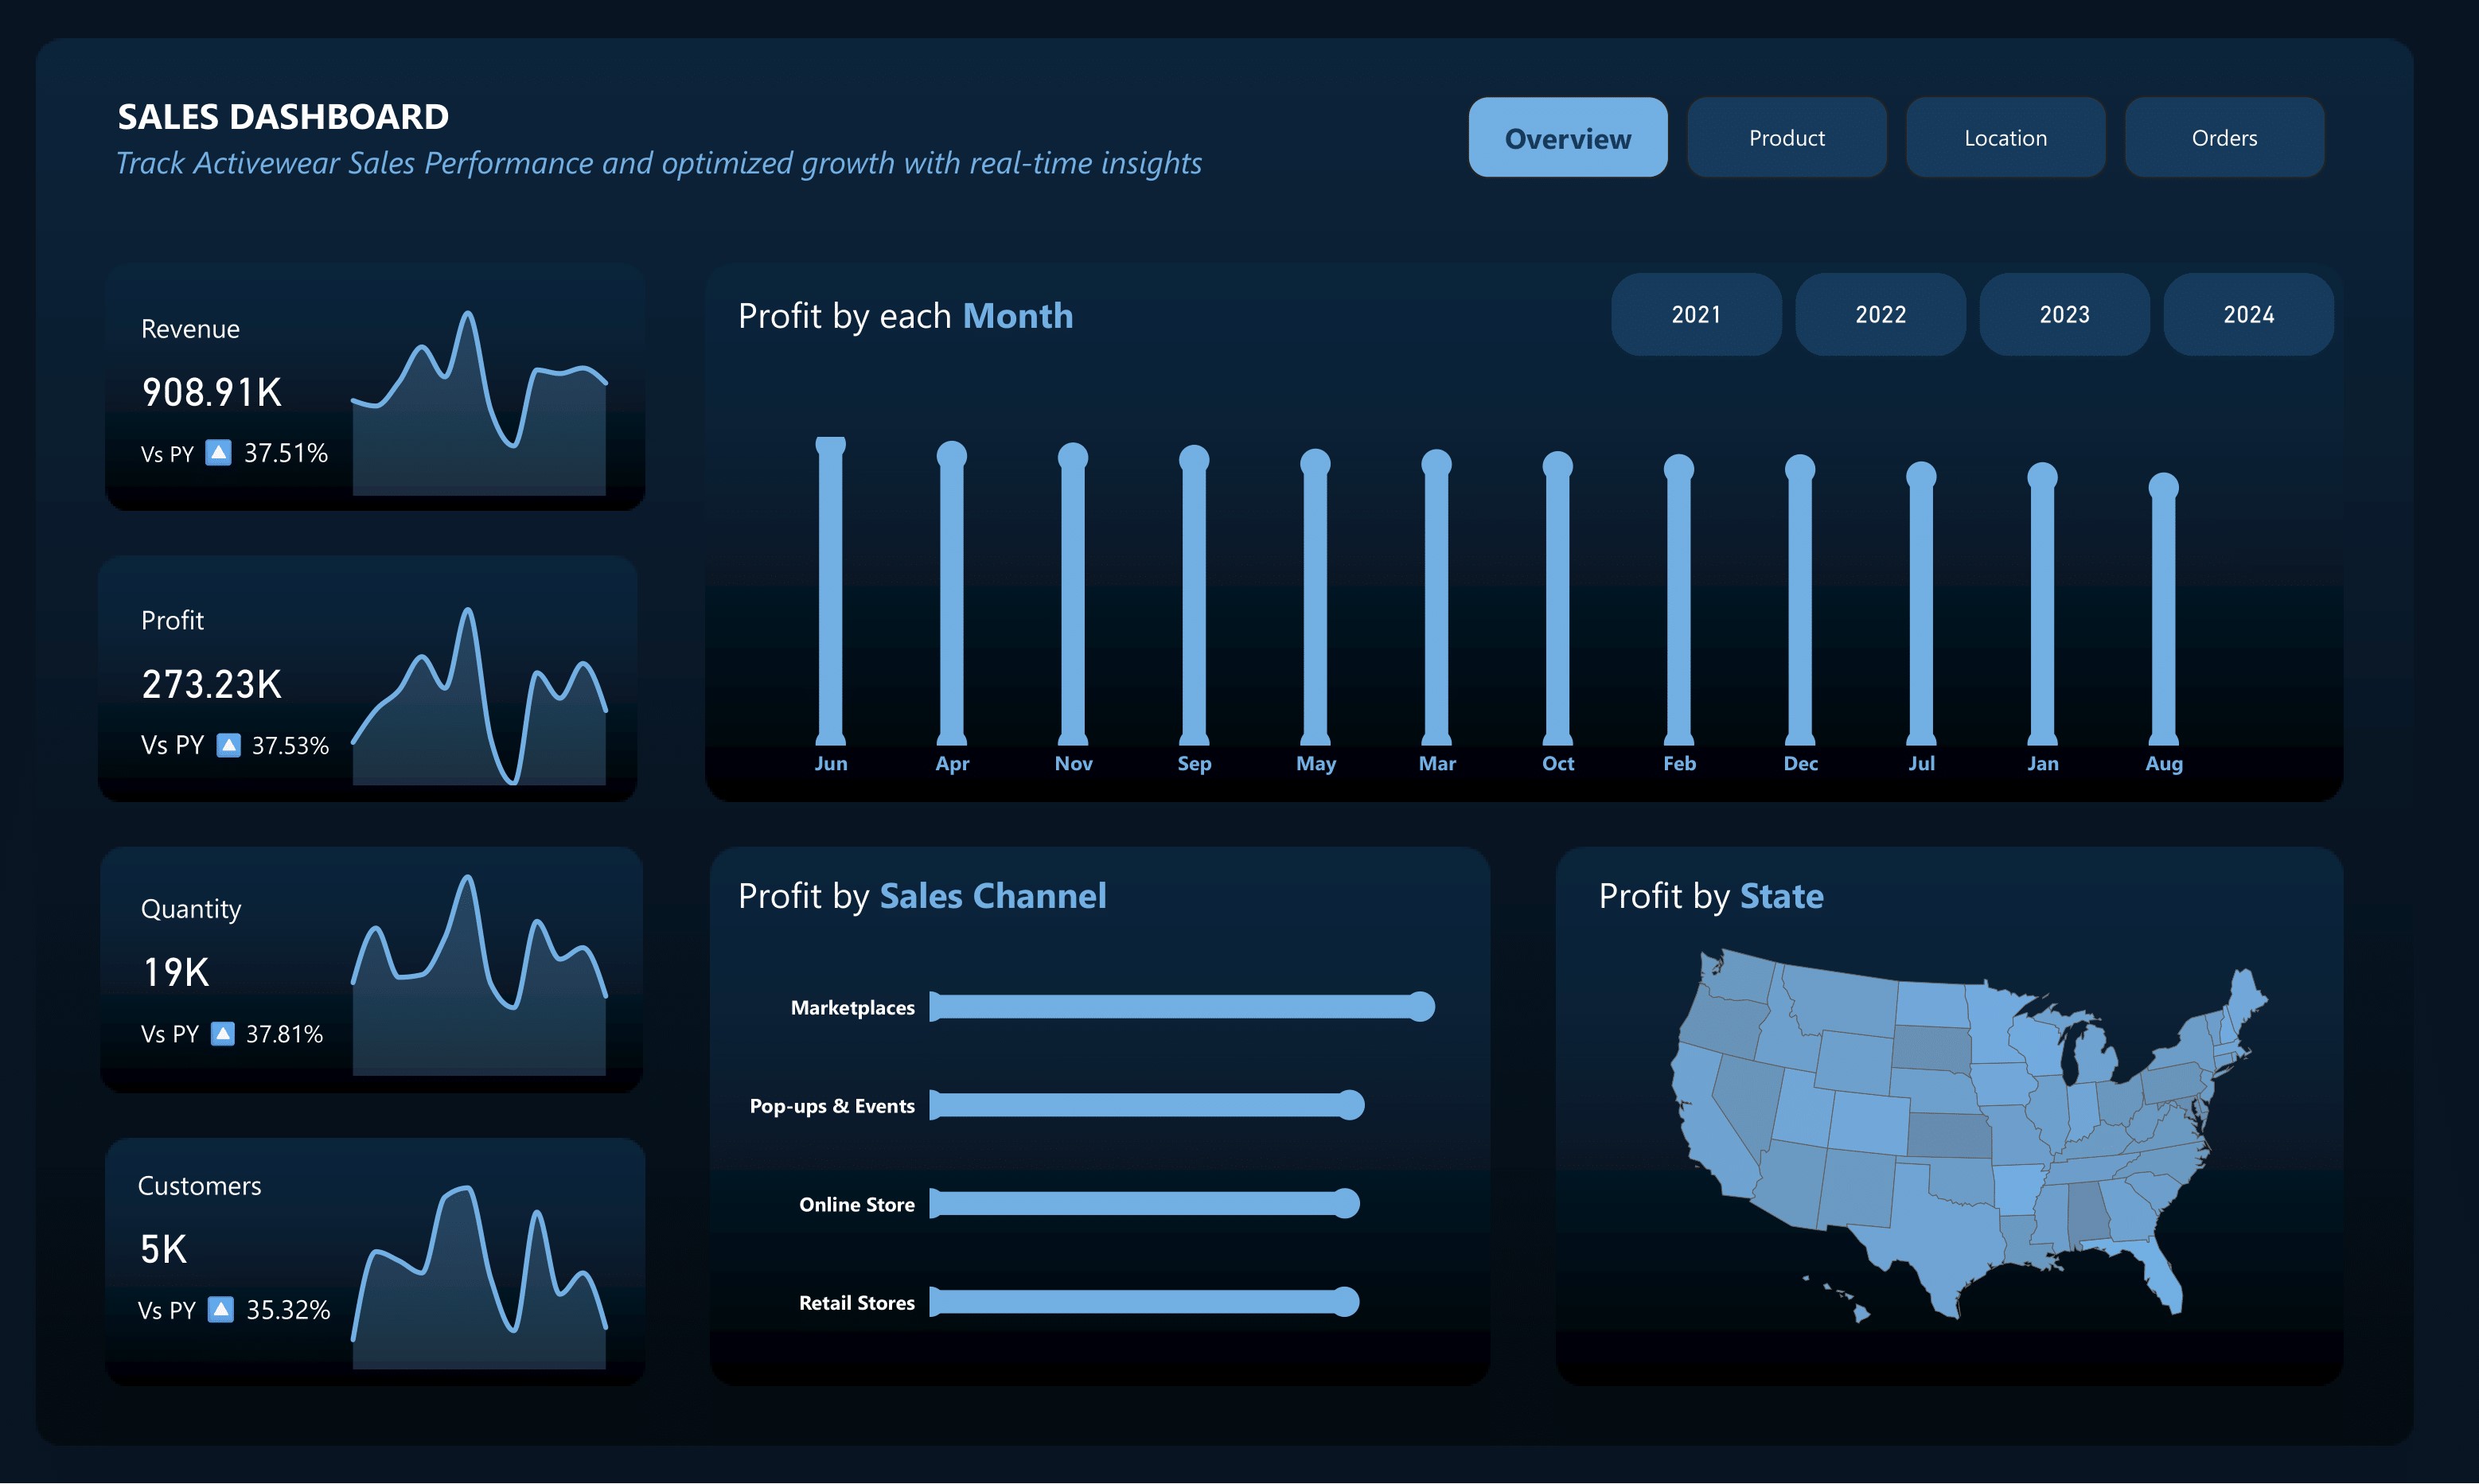 SALES DASHBOARD
Track Activewear Sales Performance and optimized growth with real-time insights
Overview
Product
Location
Orders
Revenue
908.91K
Vs PY 37.51%
Profit
273.23K
Vs PY 37.53%
Quantity
19K
Vs PY 37.81%
Customers
5K
Vs PY 35.32%
Profit by each Month
2021
2022
2023
2024
Jun Apr Nov Sep May Mar Oct Feb Dec Jul Jan Aug
Profit by Sales Channel
Marketplaces
Pop-ups & Events
Online Store
Retail Stores
Profit by State